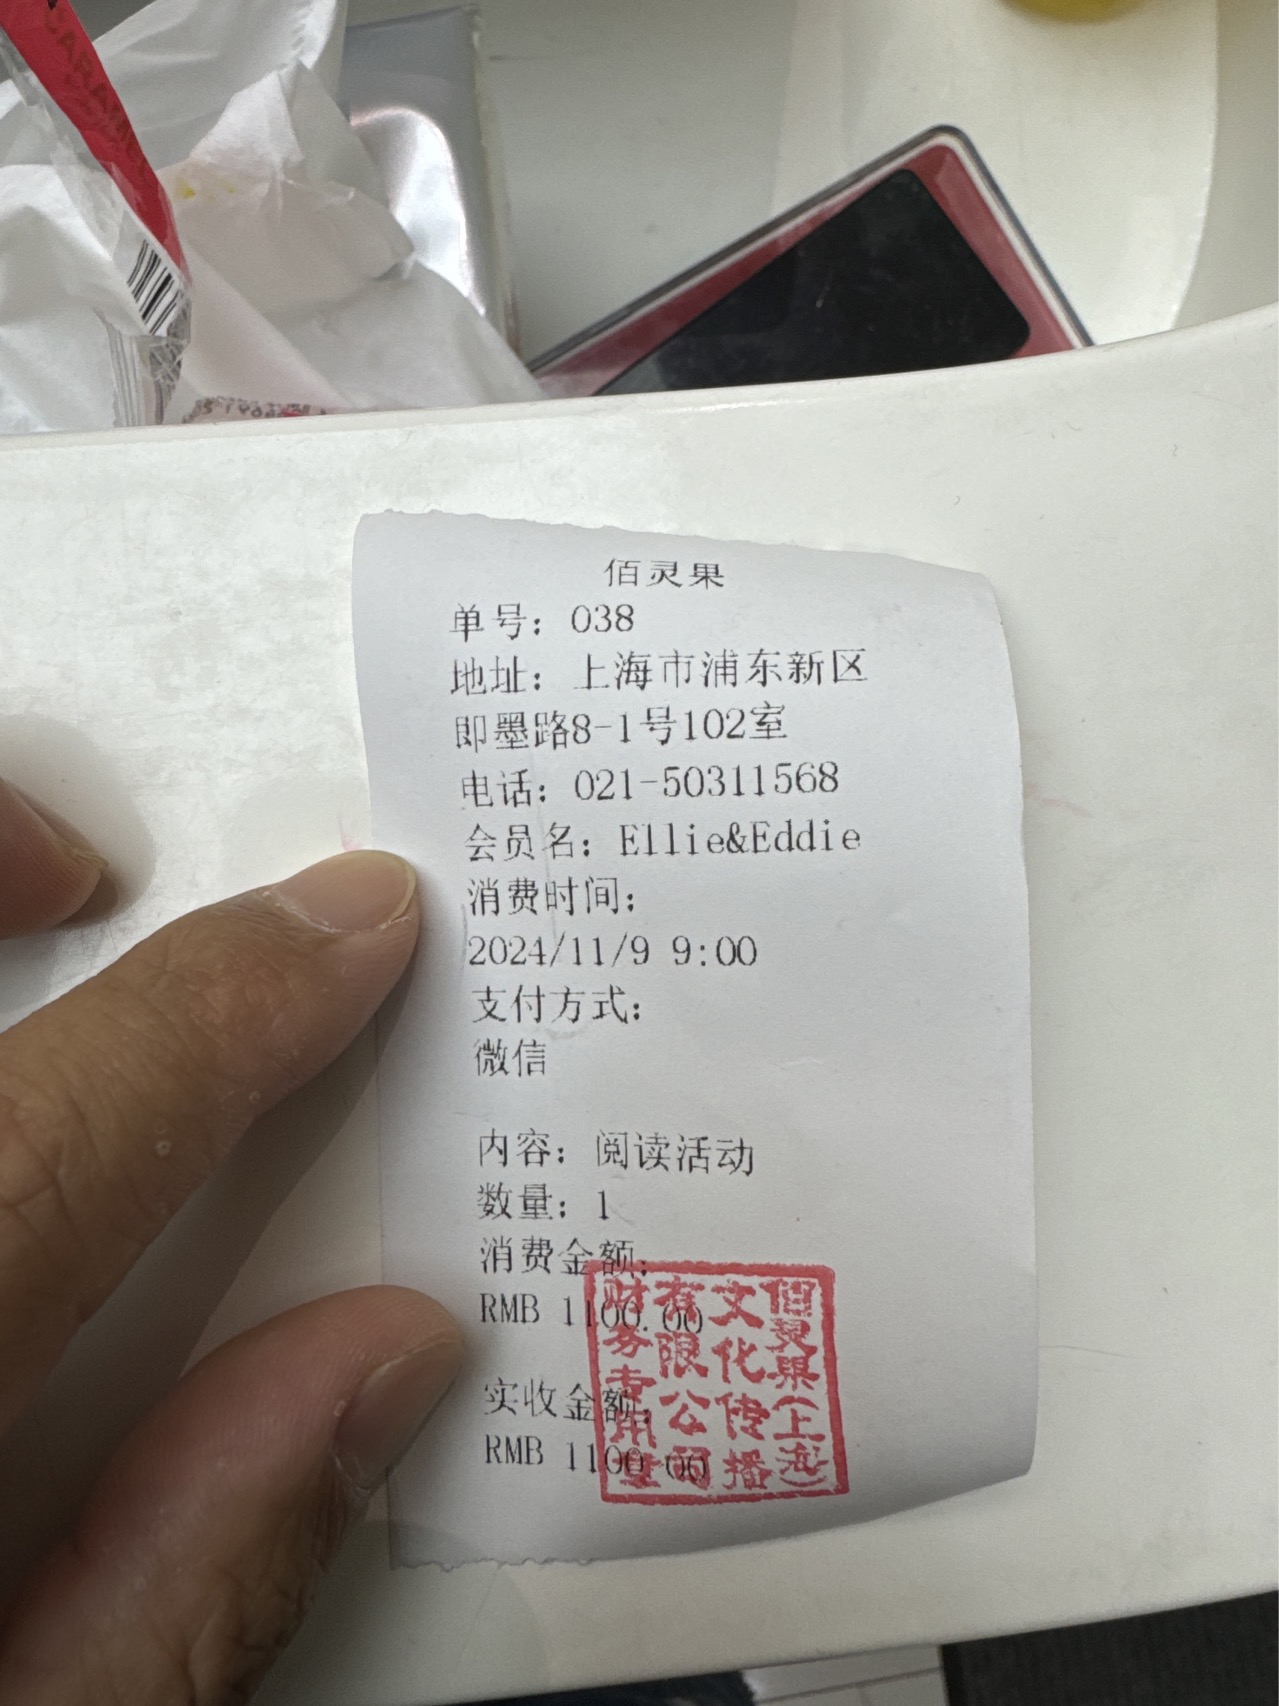 佰灵果
单号：038
地址：上海市浦东新区
即墨路8-1号102室
电话：021-50311568
会员名：Ellie&Eddie
消费时间：
2024/11/9 9:00
支付方式：
微信
内容：阅读活动
数量：1
消费金额：
RMB 1100.00
实收金额：
RMB 1100.00
佰灵果(上海)
文化传播
有限公司
财务专用章